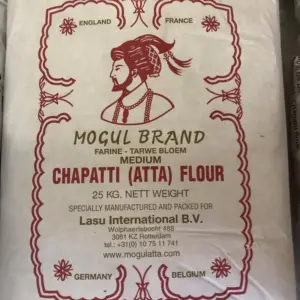 ENGLAND FRANCE
MOGUL BRAND
FARINE - TARWE BLOEM
MEDIUM
CHAPATTI (ATTA) FLOUR
25 KG. NETT WEIGHT
SPECIALLY MANUFACTURED AND PACKED FOR
Lasu International B.V.
Wolphaertsbocht 458
3081 KZ Rotterdam
tel.: +31(0) 10 75 11 741
www.mogulatta.com
GERMANY BELGIUM